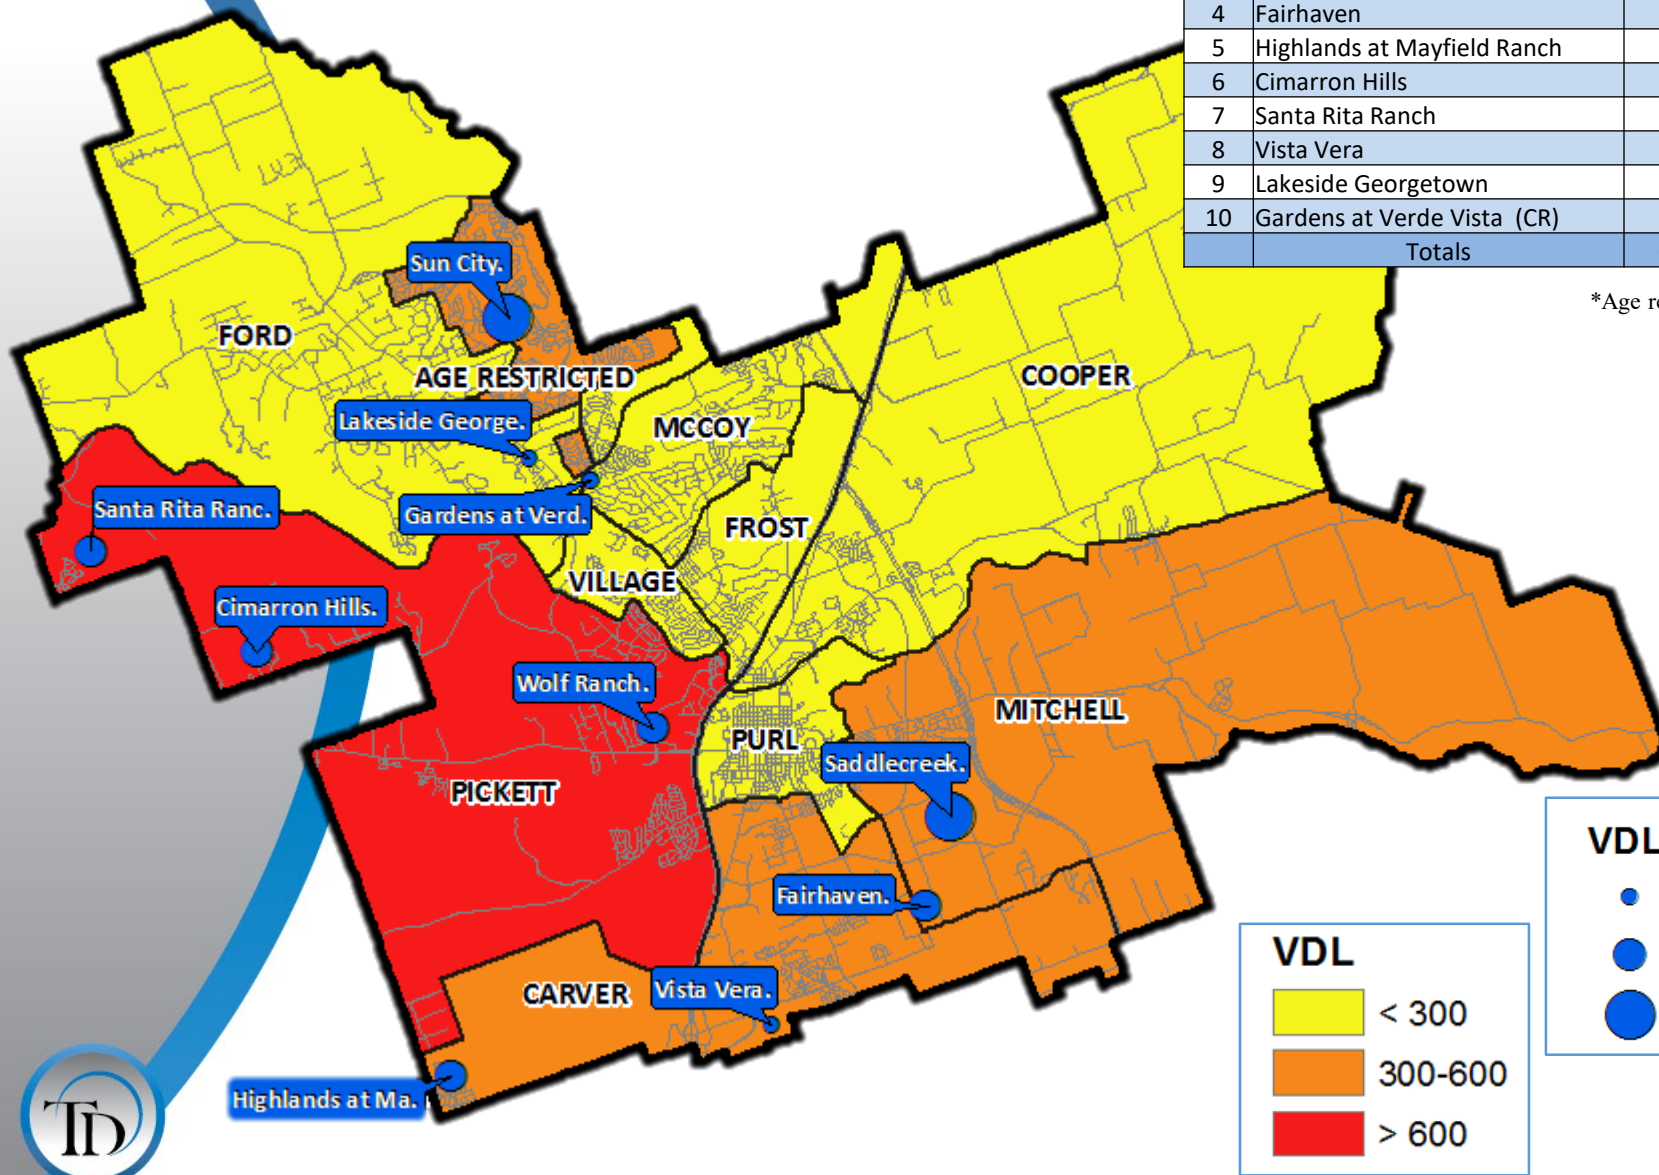 4 Fairhaven
5 Highlands at Mayfield Ranch
6 Cimarron Hills
7 Santa Rita Ranch
8 Vista Vera
9 Lakeside Georgetown
10 Gardens at Verde Vista (CR)
Totals
*Age re
Sun City.
FORD
AGE RESTRICTED
COOPER
Lakeside George.
MCCOY
Santa Rita Ranc.
Gardens at Verd.
FROST
VILLAGE
Cimarron Hills.
Wolf Ranch.
MITCHELL
PURL
Saddlecreek.
PICKETT
Fairhaven.
CARVER
Vista Vera.
Highlands at Ma.
VDL
< 300
300-600
> 600
VDL
TD